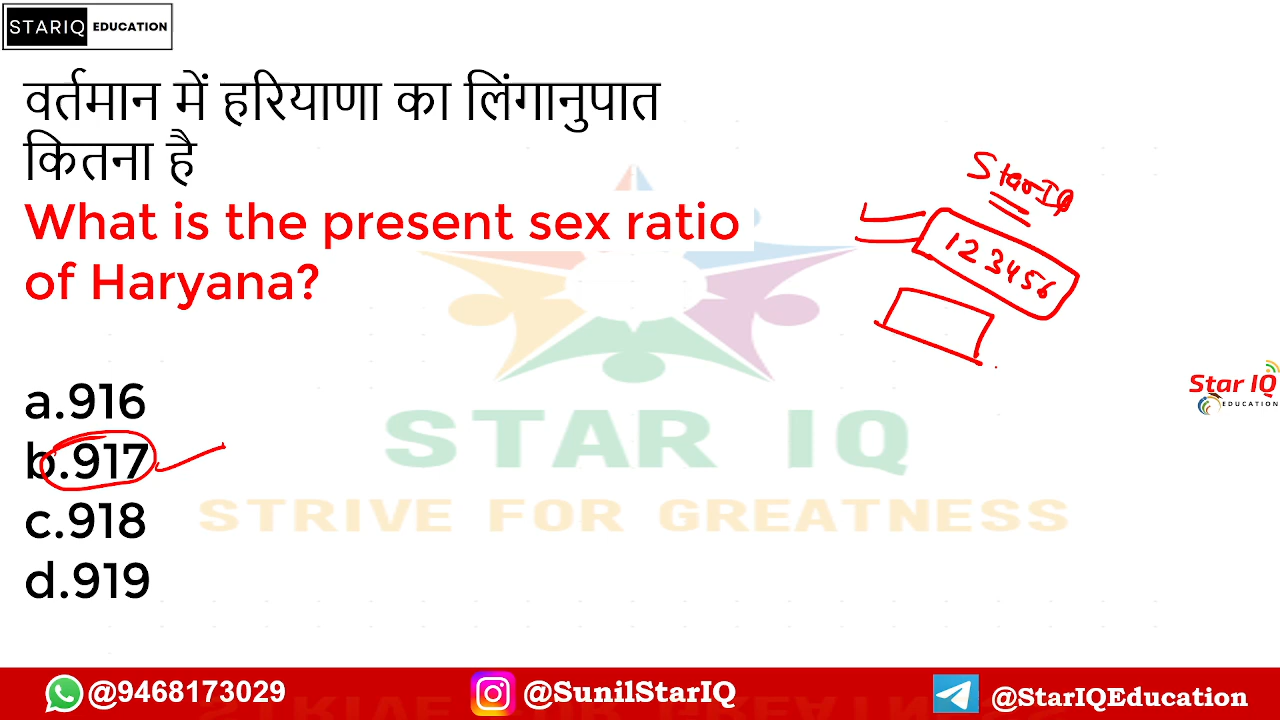 STARIQ EDUCATION
वर्तमान में हरियाणा का लिंगानुपात
कितना है
What is the present sex ratio
of Haryana?
StarIQ
123456
a.916
b.917
c.918
d.919
Star IQ
EDUCATION
STAR IQ
STRIVE FOR GREATNESS
@9468173029
@SunilStarIQ
@StarIQEducation